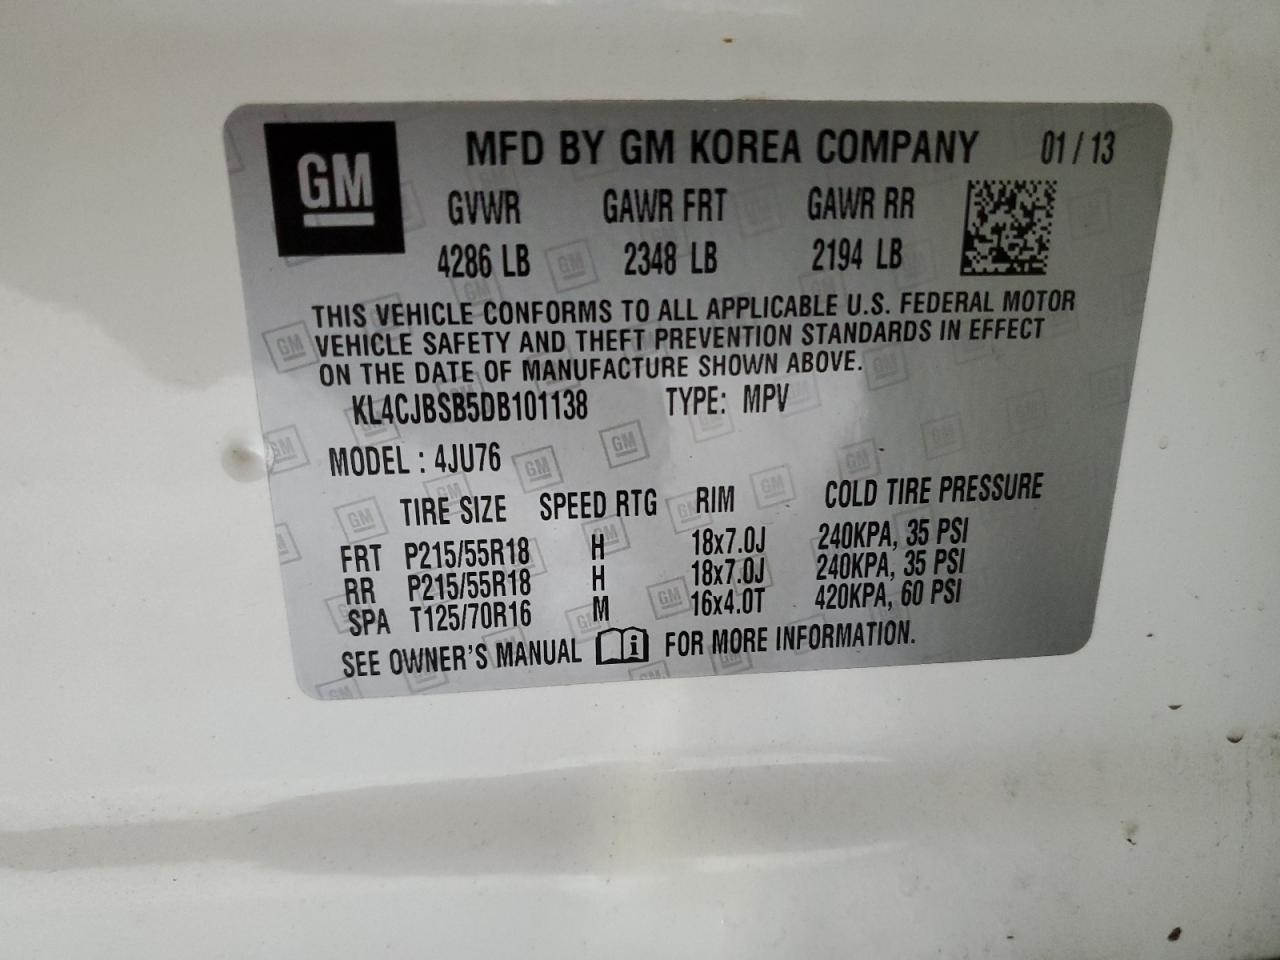 GM
MFD BY GM KOREA COMPANY 01 / 13
GVWR GAWR FRT GAWR RR
4286 LB 2348 LB 2194 LB
THIS VEHICLE CONFORMS TO ALL APPLICABLE U.S. FEDERAL MOTOR
VEHICLE SAFETY AND THEFT PREVENTION STANDARDS IN EFFECT
ON THE DATE OF MANUFACTURE SHOWN ABOVE.
KL4CJBSB5DB101138 TYPE: MPV
MODEL : 4JU76
TIRE SIZE SPEED RTG RIM COLD TIRE PRESSURE
FRT P215/55R18 H 18x7.0J 240KPA, 35 PSI
RR P215/55R18 H 18x7.0J 240KPA, 35 PSI
SPA T125/70R16 M 16x4.0T 420KPA, 60 PSI
SEE OWNER'S MANUAL i FOR MORE INFORMATION.